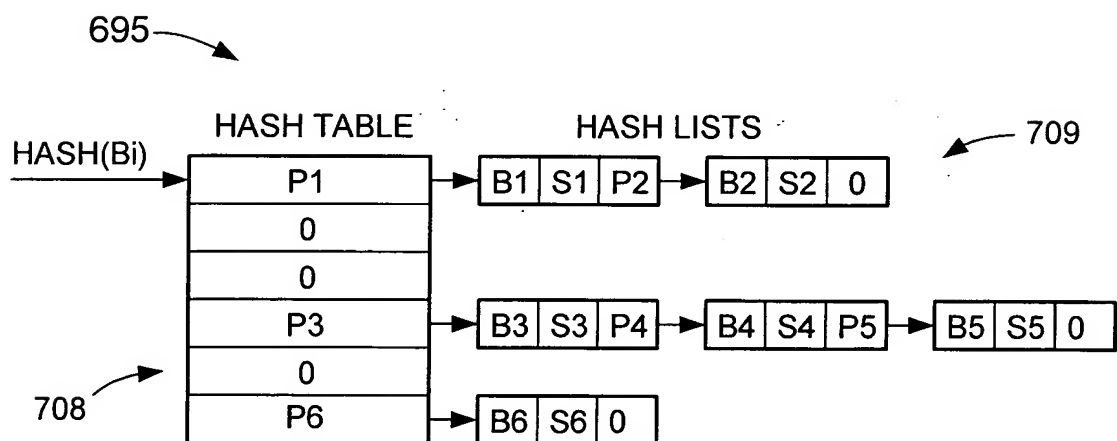 695
HASH TABLE HASH LISTS
709
HASH(Bi)
P1 B1 S1 P2 B2 S2 0
0
0
P3 B3 S3 P4 B4 S4 P5 B5 S5 0
0
708
P6 B6 S6 0